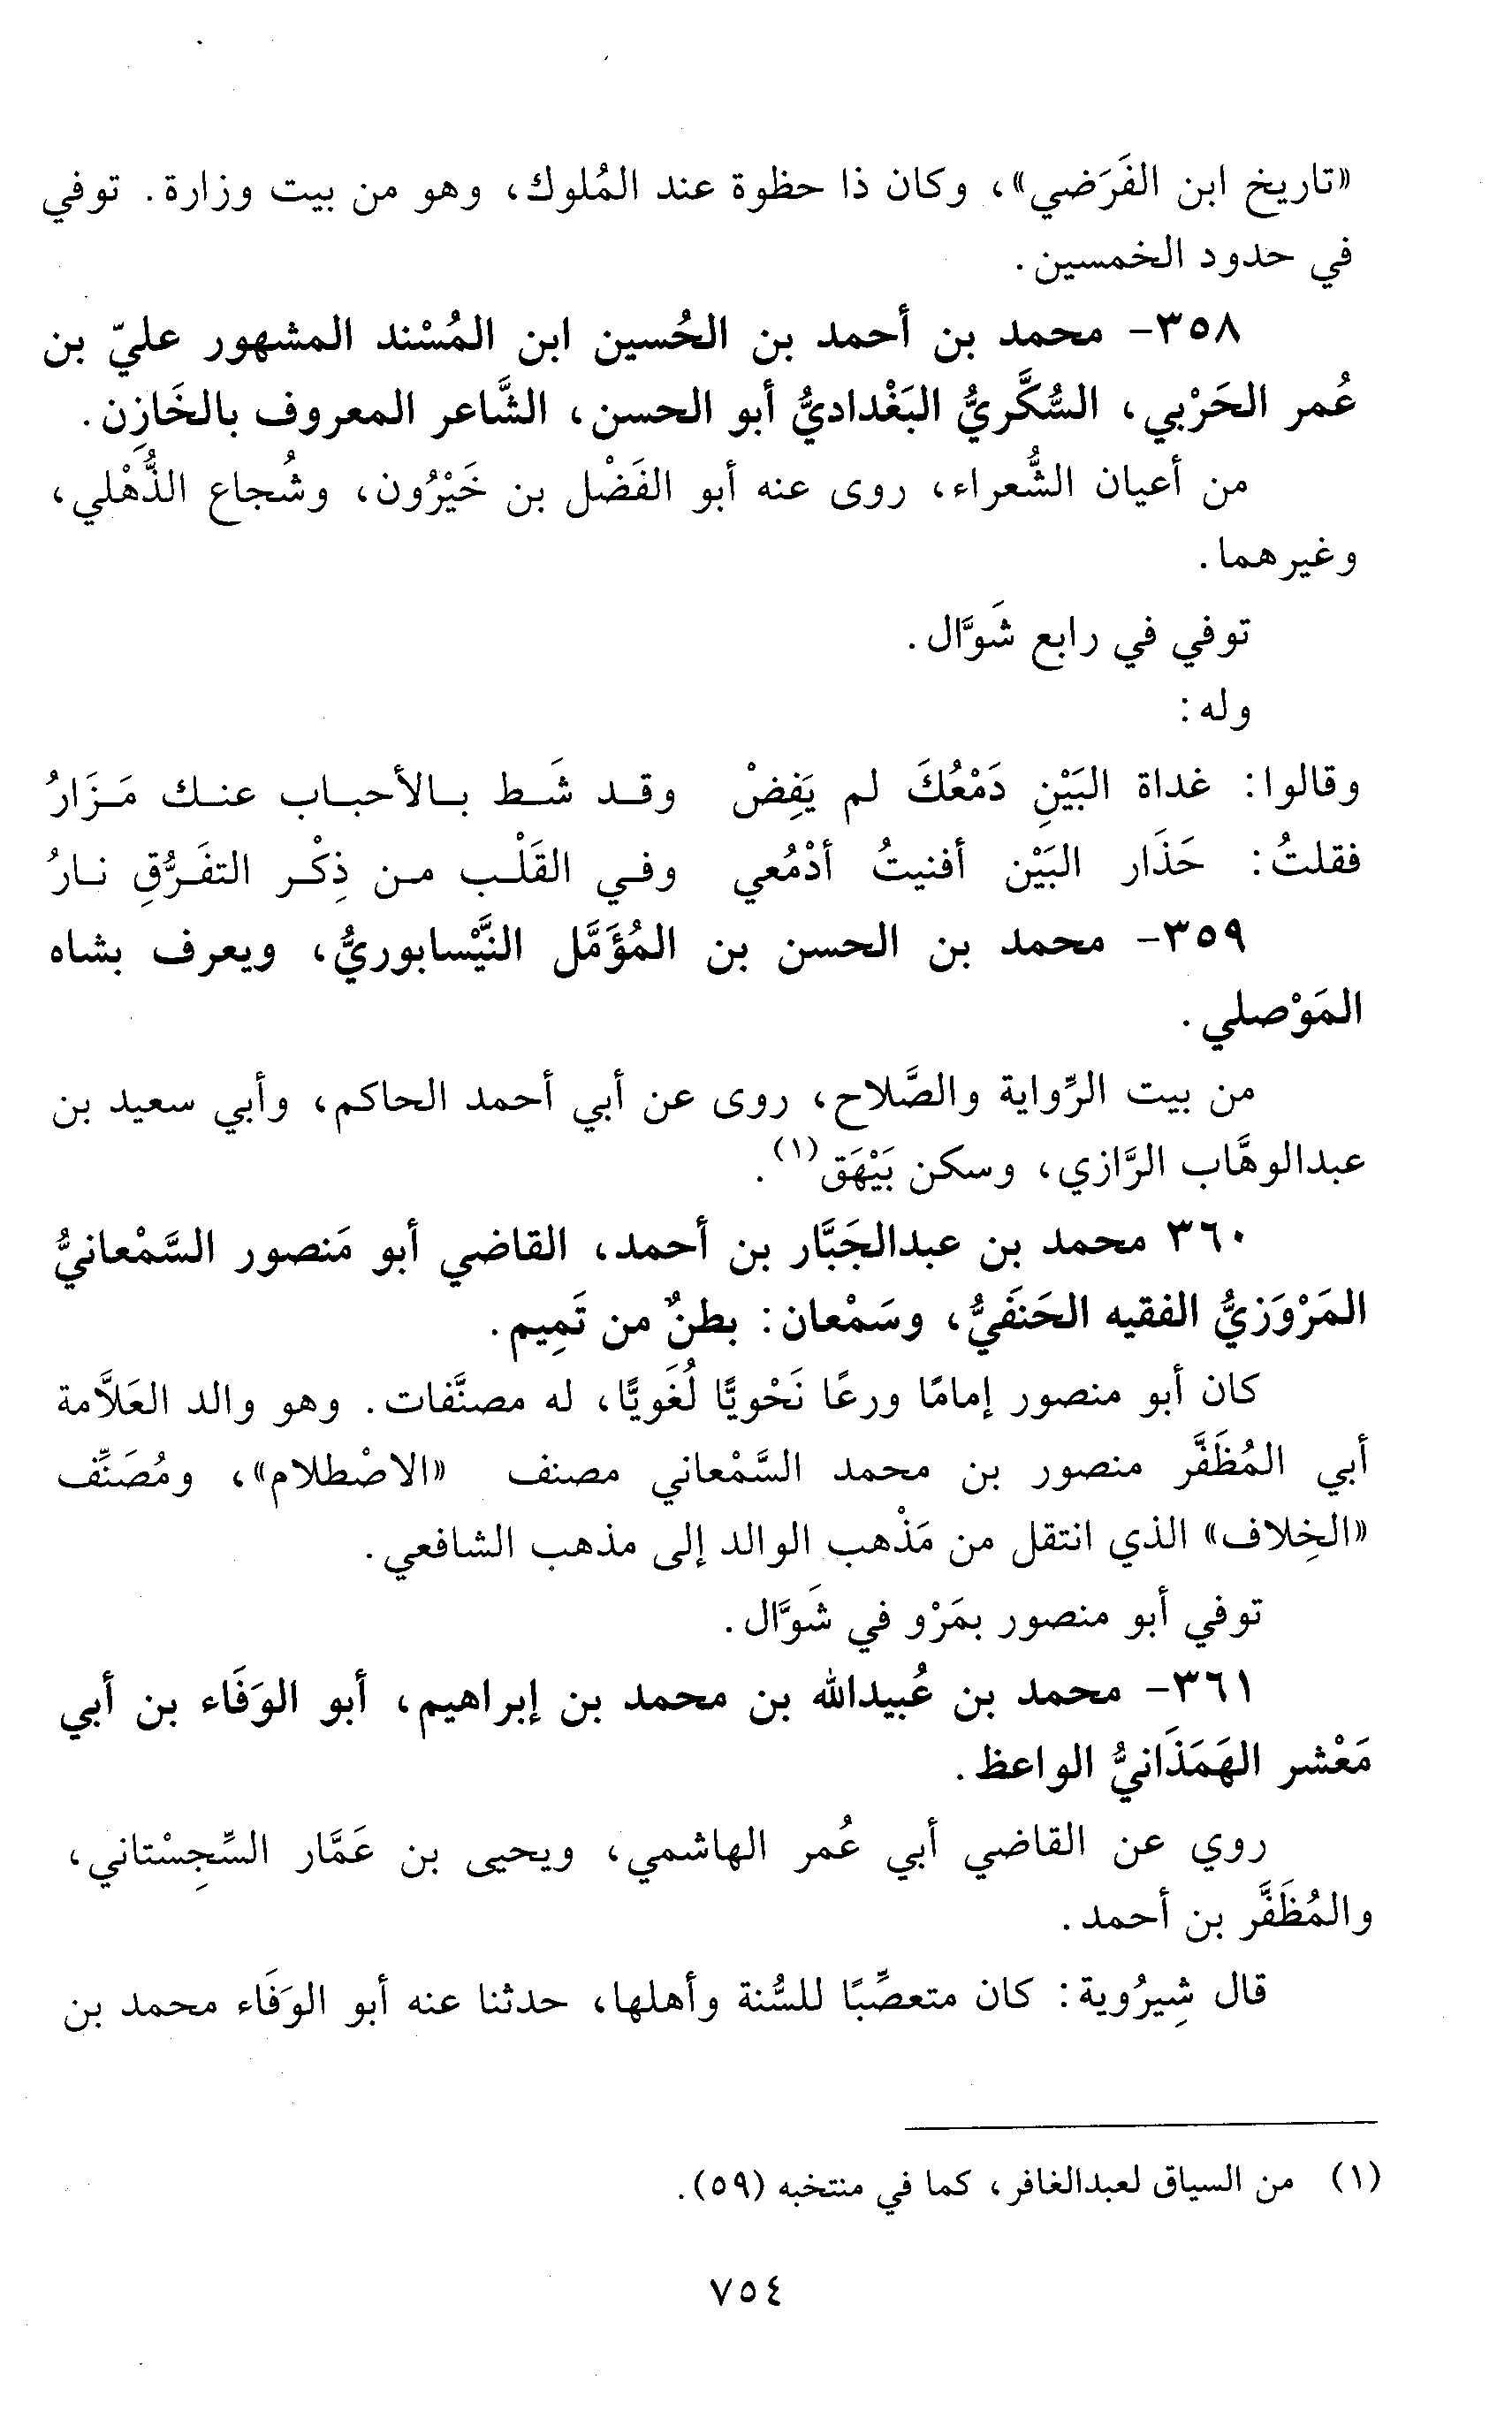 «تاريخ ابن الفَرَضي»، وكان ذا حظوة عند المُلوك، وهو من بيت وزارة. توفي
في حدود الخمسين.
٣٥٨- محمد بن أحمد بن الحُسين ابن المُسْند المشهور عليّ بن
عُمر الحَرْبي، السُّكَّريُّ البَغْداديُّ أبو الحسن، الشَّاعر المعروف بالخَازِن.
من أعيان الشُّعراء، روى عنه أبو الفَضْل بن خَيْرُون، وشُجاع الذُّهْلي،
وغيرهما.
توفي في رابع شَوَّال.
وله:
وقالوا: غداة البَيْنِ دَمْعُكَ لم يَفِضْ وقد شَط بالأحباب عنك مَزَارُ
فقلتُ: حَذَار البَيْن أفنيتُ أدْمُعي وفي القَلْب من ذِكْر التفَرُّقِ نارُ
٣٥٩- محمد بن الحسن بن المُؤَمَّل النَّيْسابوريُّ، ويعرف بشاه
المَوْصلي.
من بيت الرِّواية والصَّلاح، روى عن أبي أحمد الحاكم، وأبي سعيد بن
عبدالوهَّاب الرَّازي، وسكن بَيْهَق(١).
٣٦٠ محمد بن عبدالجَبَّار بن أحمد، القاضي أبو مَنصور السَّمْعانيُّ
المَرْوَزيُّ الفقيه الحَنَفَيُّ، وسَمْعان: بطنٌ من تَمِيم.
كان أبو منصور إمامًا ورعًا نَحْويًّا لُغَويًّا، له مصنَّفات. وهو والد العَلاَّمة
أبي المُظَفَّر منصور بن محمد السَّمْعاني مصنف «الاصْطلام»، ومُصَنِّف
«الخِلاف» الذي انتقل من مَذْهب الوالد إلى مذهب الشافعي.
توفي أبو منصور بمَرْو في شَوَّال.
٣٦١- محمد بن عُبيدالله بن محمد بن إبراهيم، أبو الوَفَاء بن أبي
مَعْشر الهَمَذَانيُّ الواعظ.
روي عن القاضي أبي عُمر الهاشمي، ويحيى بن عَمَّار السِّجِسْتاني،
والمُظَفَّر بن أحمد.
قال شِيرُوية: كان متعصِّبًا للسُّنة وأهلها، حدثنا عنه أبو الوَفَاء محمد بن
(١) من السياق لعبدالغافر، كما في منتخبه (٥٩).
٧٥٤